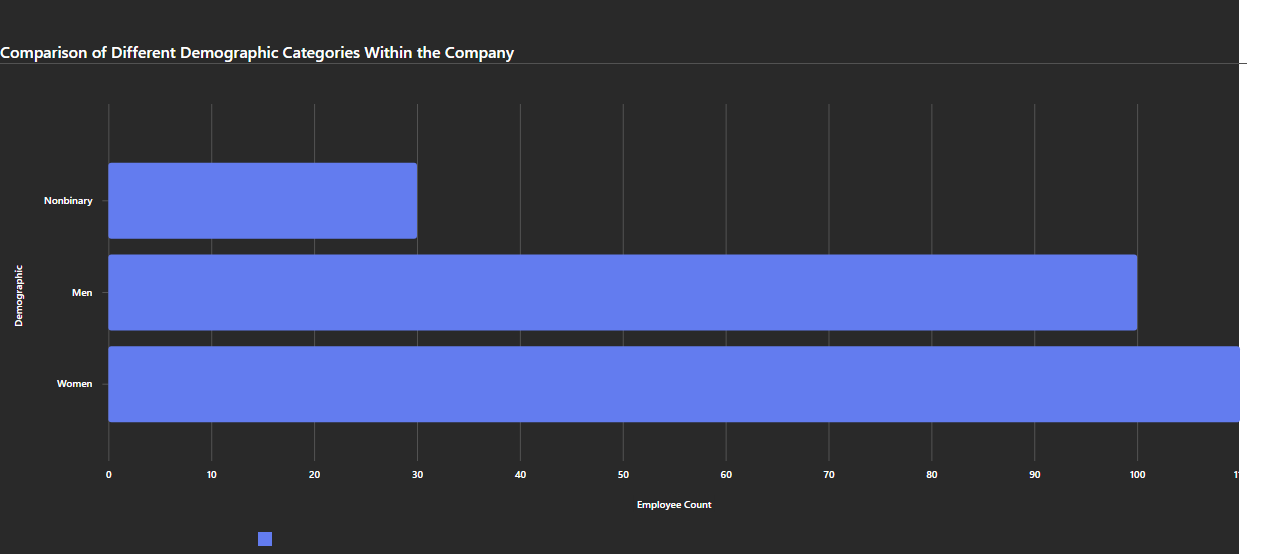 Comparison of Different Demographic Categories Within the Company
Nonbinary
Men
Women
Demographic
0 10 20 30 40 50 60 70 80 90 100
Employee Count